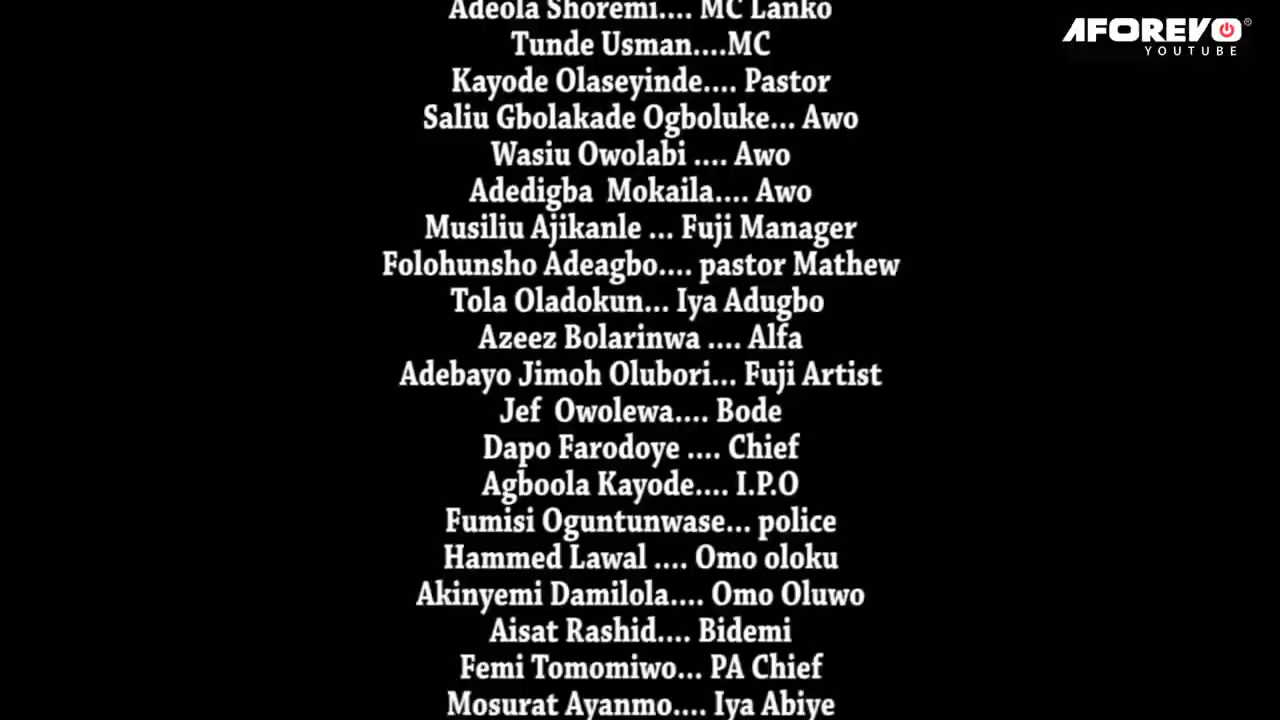 Adeola Shoremi.... MC Lanko
Tunde Usman....MC
Kayode Olaseyinde.... Pastor
Saliu Gbolakade Ogboluke... Awo
Wasiu Owolabi .... Awo
Adedigba  Mokaila.... Awo
Musiliu Ajikanle ... Fuji Manager
Folohunsho Adeagbo.... pastor Mathew
Tola Oladokun... Iya Adugbo
Azeez Bolarinwa .... Alfa
Adebayo Jimoh Olubori... Fuji Artist
Jef  Owolewa.... Bode
Dapo Farodoye .... Chief
Agboola Kayode.... I.P.O
Fumisi Oguntunwase... police
Hammed Lawal .... Omo oloku
Akinyemi Damilola.... Omo Oluwo
Aisat Rashid.... Bidemi
Femi Tomomiwo... PA Chief
Mosurat Ayanmo.... Iya Abiye
AFOREVO®
YOUTUBE